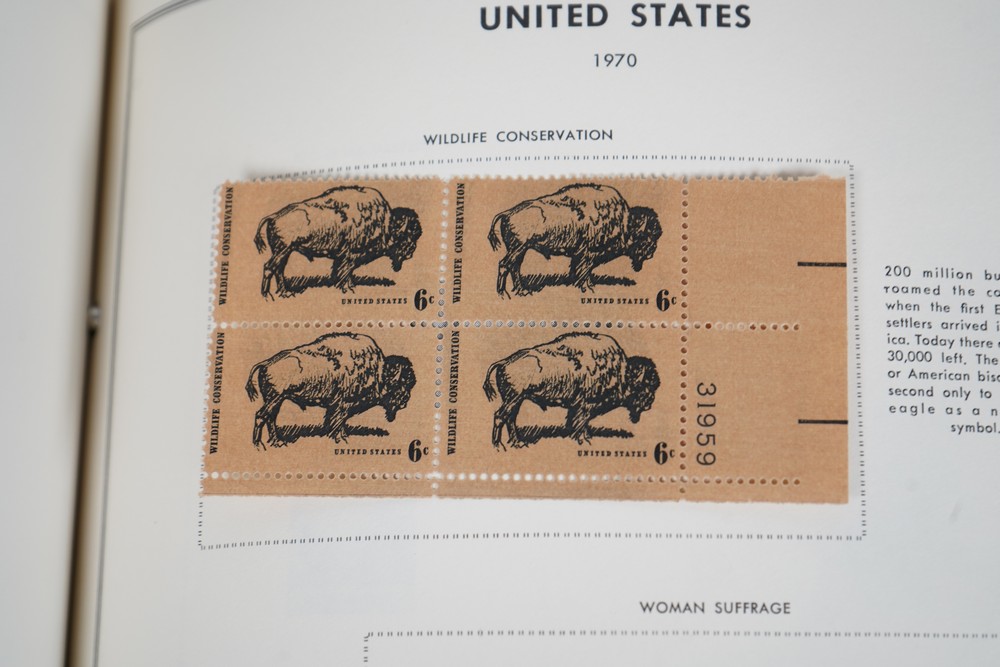 UNITED STATES
1970
WILDLIFE CONSERVATION
WILDLIFE CONSERVATION
UNITED STATES 6c
WILDLIFE CONSERVATION
UNITED STATES 6c
WILDLIFE CONSERVATION
UNITED STATES 6c
WILDLIFE CONSERVATION
UNITED STATES 6c
31959
200 million
roamed the
when the first
settlers arrived
ica. Today there
30,000 left. The
or American
second only to
eagle as a
symbol.
WOMAN SUFFRAGE